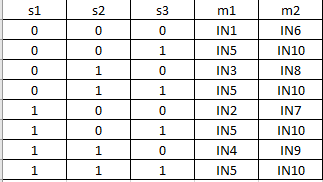 s1 s2 s3 m1 m2
0 0 0 IN1 IN6
0 0 1 IN5 IN10
0 1 0 IN3 IN8
0 1 1 IN5 IN10
1 0 0 IN2 IN7
1 0 1 IN5 IN10
1 1 0 IN4 IN9
1 1 1 IN5 IN10